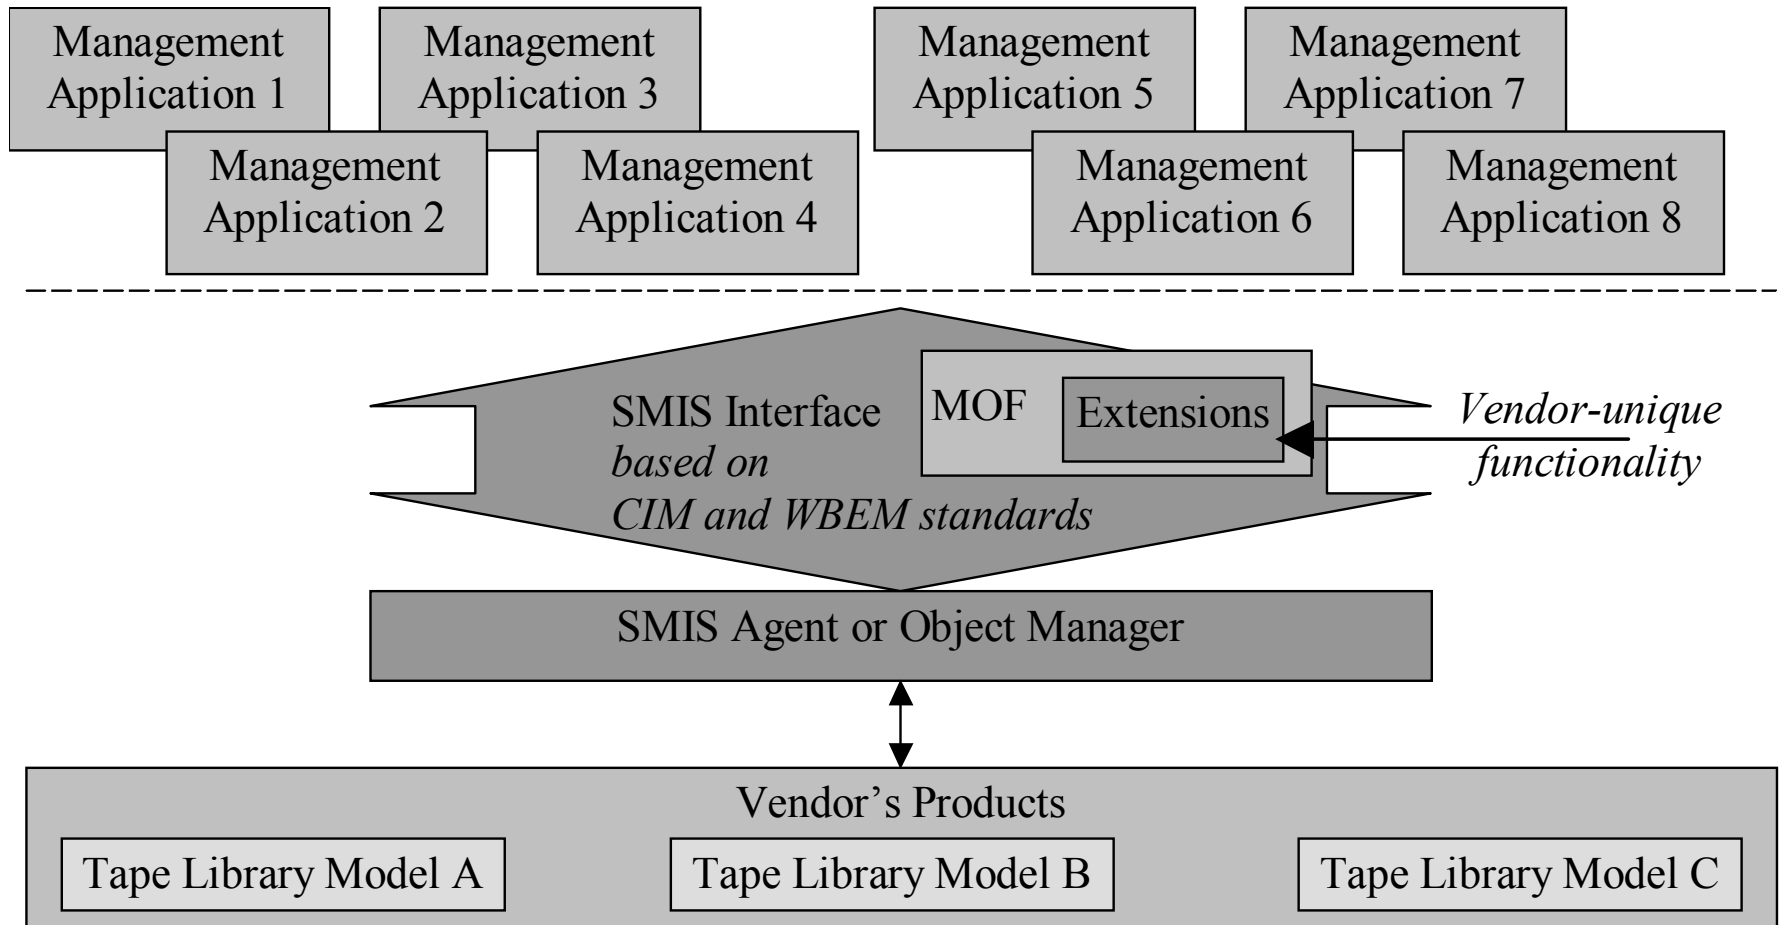 Management
Application 1
Management
Application 3
Management
Application 5
Management
Application 7
Management
Application 2
Management
Application 4
Management
Application 6
Management
Application 8
SMIS Interface
based on
CIM and WBEM standards
MOF
Extensions
Vendor-unique
functionality
SMIS Agent or Object Manager
Vendor’s Products
Tape Library Model A
Tape Library Model B
Tape Library Model C